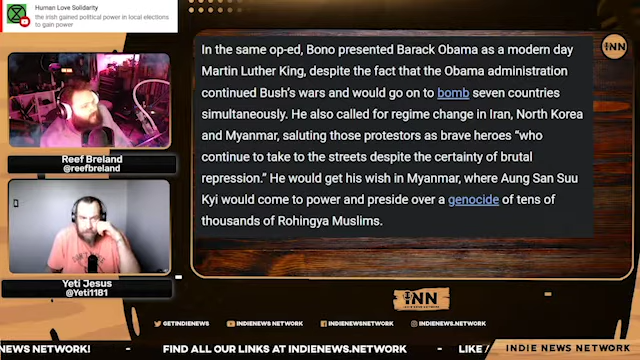 Human Love Solidarity
the irish gained political power in local elections
to gain power
In the same op-ed, Bono presented Barack Obama as a modern day
Martin Luther King, despite the fact that the Obama administration
continued Bush's wars and would go on to bomb seven countries
simultaneously. He also called for regime change in Iran, North Korea
and Myanmar, saluting those protestors as brave heroes "who
continue to take to the streets despite the certainty of brutal
repression." He would get his wish in Myanmar, where Aung San Suu
Kyi would come to power and preside over a genocide of tens of
thousands of Rohingya Muslims.
INN
Reef Breland
@reefbreland
Yeti Jesus
@Yeti1181
INN
GETINDIENEWS
INDIENEWS NETWORK
INDIENEWS NETWORK
INDIENEWS.NETWORK
NEWS NETWORK! - FIND ALL OUR LINKS AT INDIENEWS.NETWORK - LIKE /
INDIE NEWS NETWORK